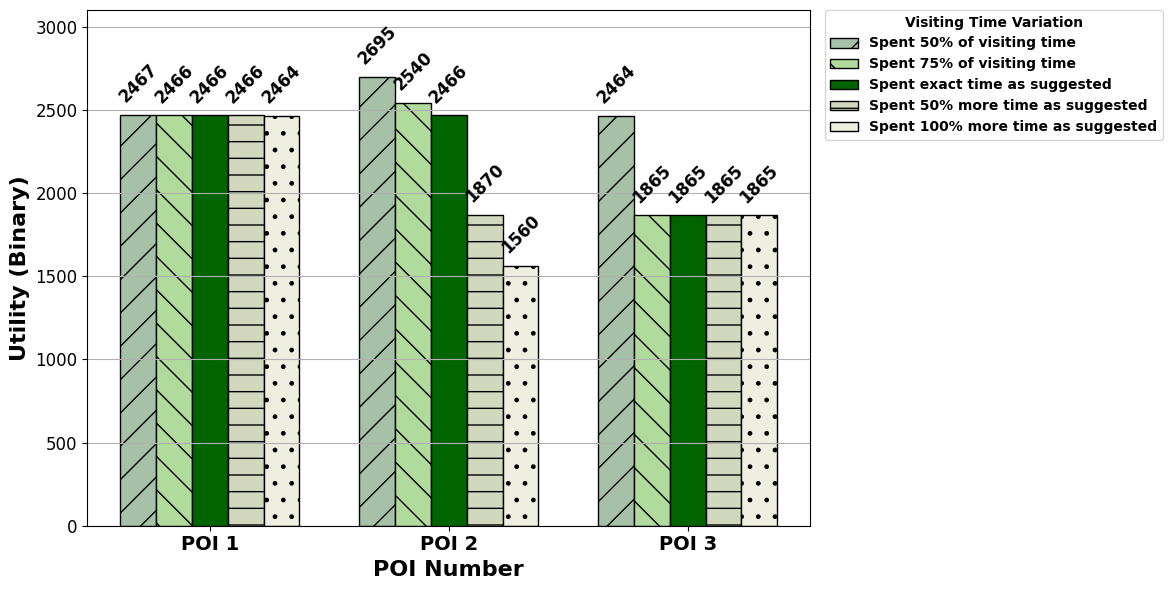 3000
2500
2000
1500
1000
500
0
Utility (Binary)
2467
2466
2466
2466
2464
2695
2540
2466
1870
1560
2464
1865
1865
1865
1865
POI 1
POI 2
POI 3
POI Number
Visiting Time Variation
Spent 50% of visiting time
Spent 75% of visiting time
Spent exact time as suggested
Spent 50% more time as suggested
Spent 100% more time as suggested